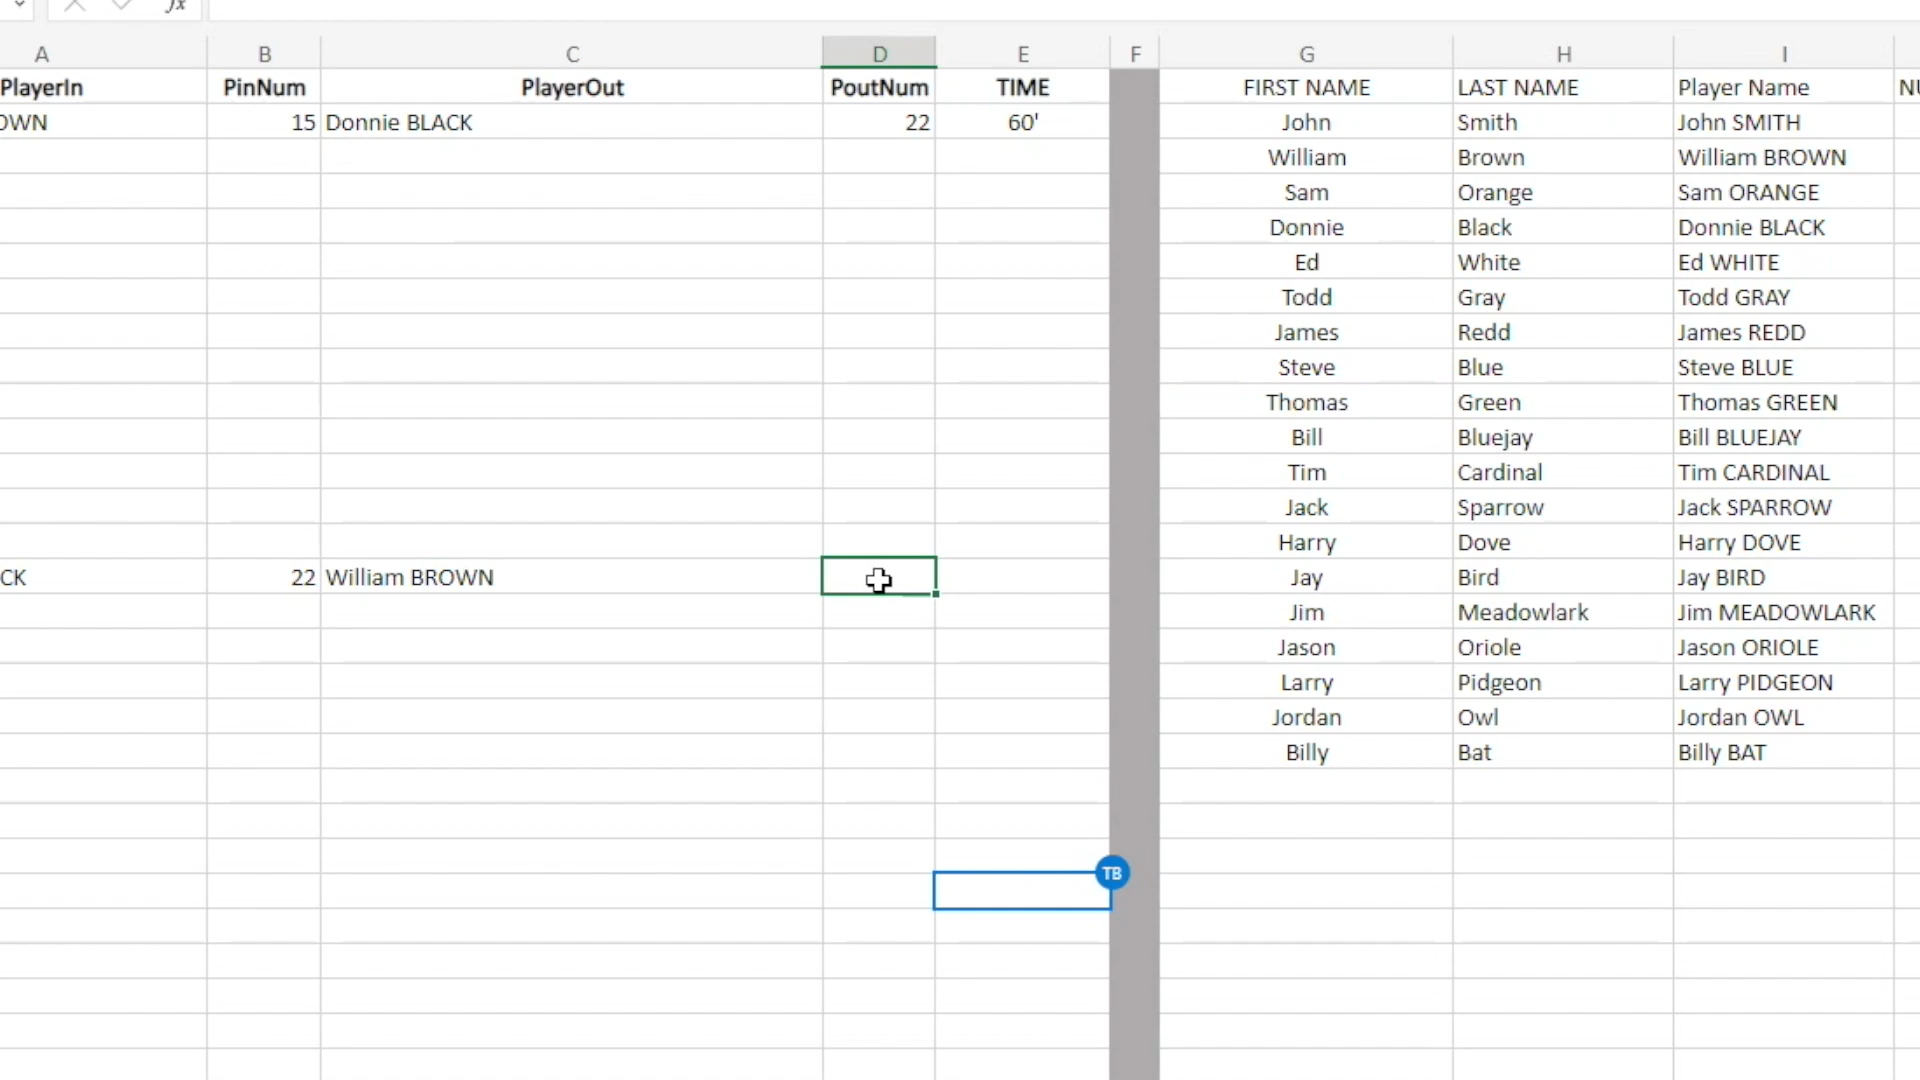 fx
A B C D E F G H I
PlayerIn PinNum PlayerOut PoutNum TIME FIRST NAME LAST NAME Player Name NU
OWN 15 Donnie BLACK 22 60' John Smith John SMITH
William Brown William BROWN
Sam Orange Sam ORANGE
Donnie Black Donnie BLACK
Ed White Ed WHITE
Todd Gray Todd GRAY
James Redd James REDD
Steve Blue Steve BLUE
Thomas Green Thomas GREEN
Bill Bluejay Bill BLUEJAY
Tim Cardinal Tim CARDINAL
Jack Sparrow Jack SPARROW
Harry Dove Harry DOVE
CK 22 William BROWN Jay Bird Jay BIRD
Jim Meadowlark Jim MEADOWLARK
Jason Oriole Jason ORIOLE
Larry Pidgeon Larry PIDGEON
Jordan Owl Jordan OWL
Billy Bat Billy BAT
TB